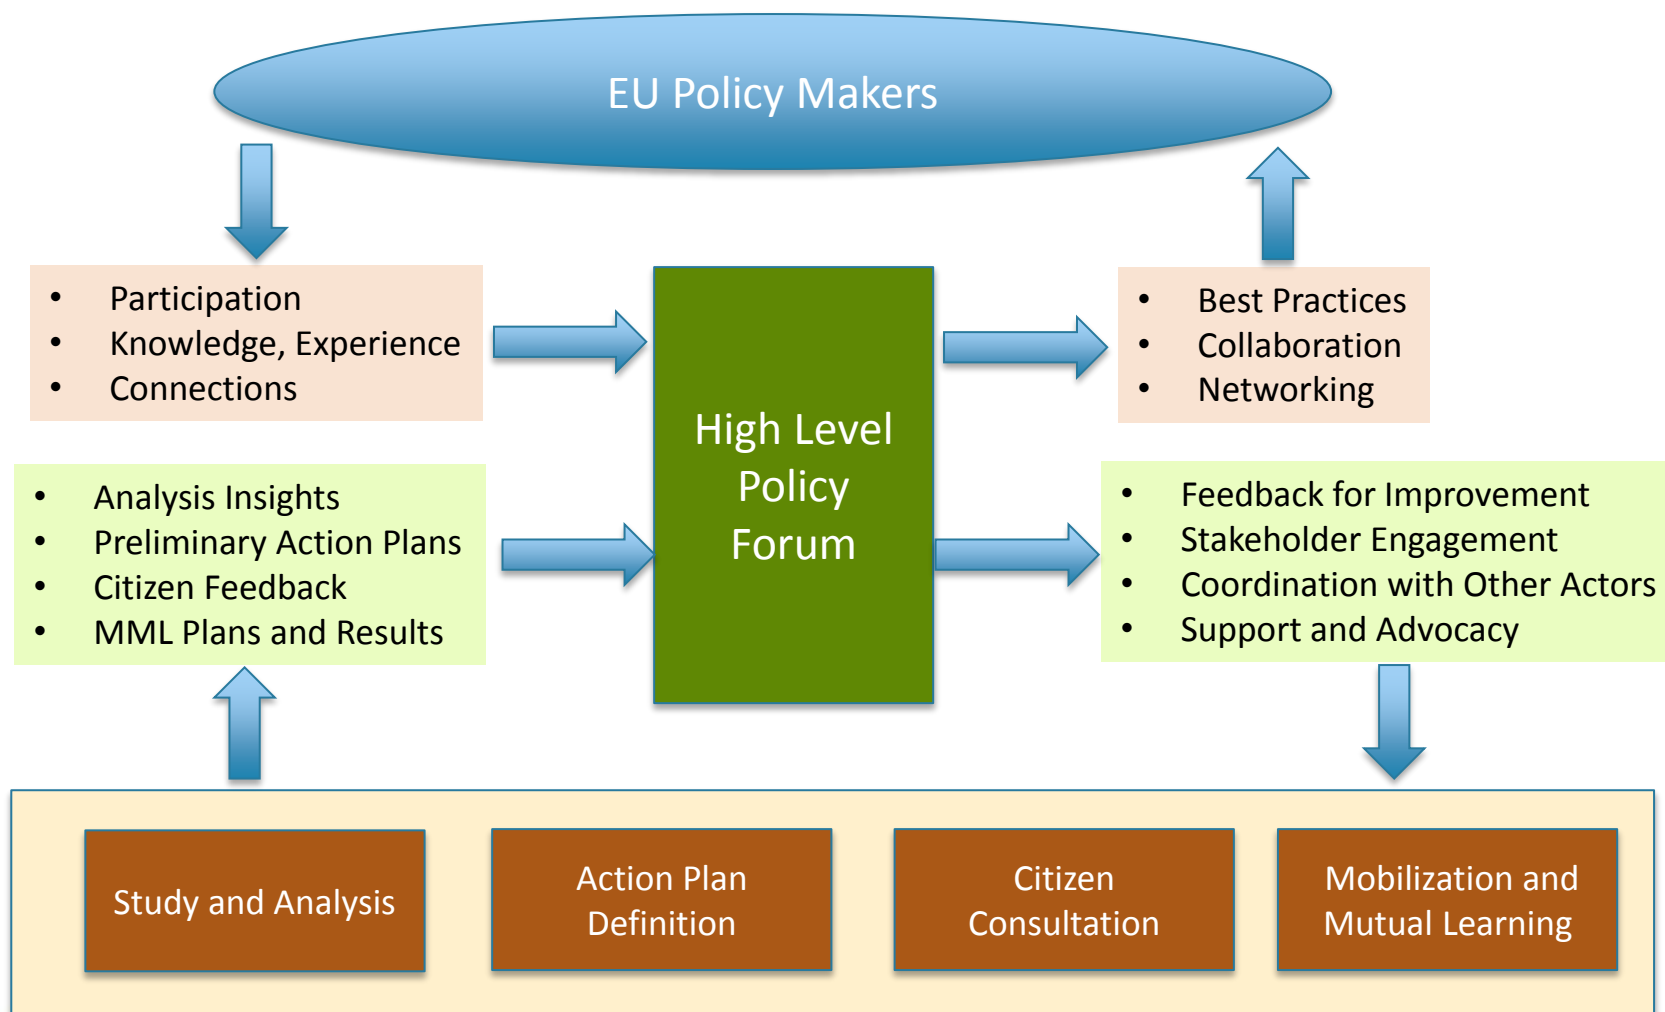 EU Policy Makers
• Participation
• Knowledge, Experience
• Connections
• Analysis Insights
• Preliminary Action Plans
• Citizen Feedback
• MML Plans and Results
High Level
Policy
Forum
• Best Practices
• Collaboration
• Networking
• Feedback for Improvement
• Stakeholder Engagement
• Coordination with Other Actors
• Support and Advocacy
Study and Analysis
Action Plan
Definition
Citizen
Consultation
Mobilization and
Mutual Learning